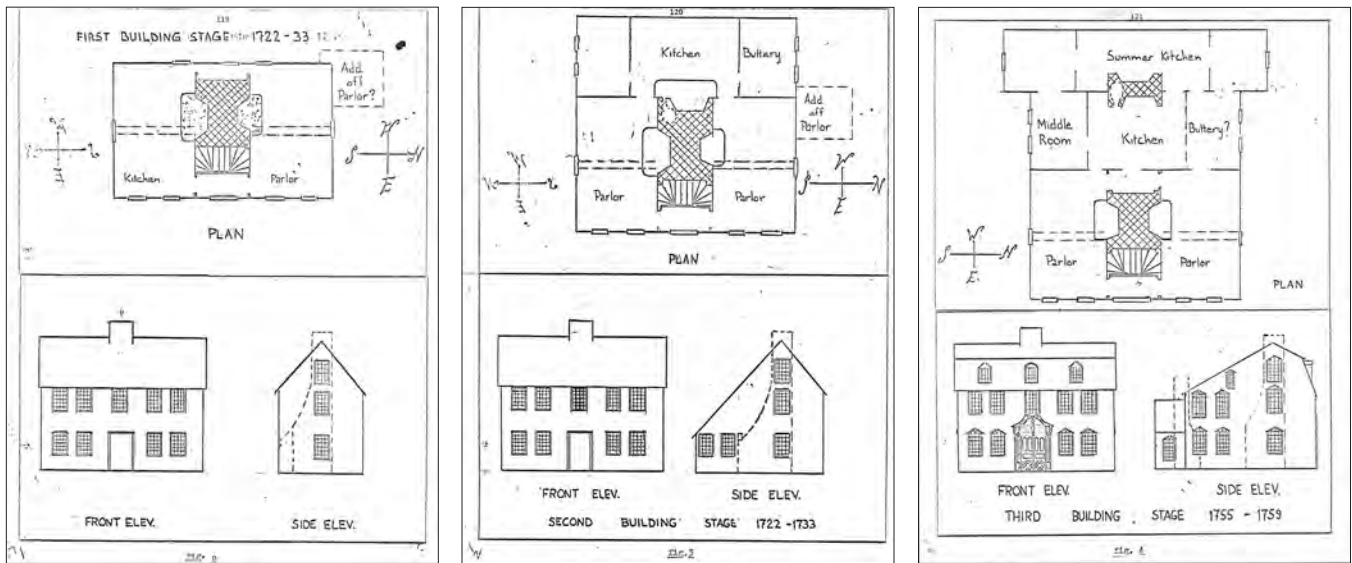 119
FIRST BUILDING STAGE 1722-33
Add
off
Parlor?
W
S N
E
Kitchen
Parlor
PLAN
FRONT ELEV.
SIDE ELEV.
120
Kitchen
Buttery
Add
off
Parlor
W
S N
E
Parlor
Parlor
PLAN
FRONT ELEV.
SIDE ELEV.
SECOND BUILDING STAGE 1722-1733
121
Summer Kitchen
Middle
Room
Kitchen
Buttery?
W
S N
E
Parlor
Parlor
PLAN
FRONT ELEV.
SIDE ELEV.
THIRD BUILDING STAGE 1755 - 1759